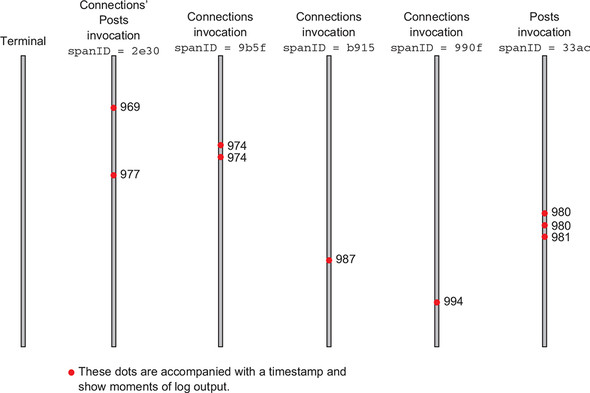 Terminal
Connections’
Posts
invocation
spanID = 2e30
Connections
invocation
spanID = 9b5f
Connections
invocation
spanID = b915
Connections
invocation
spanID = 990f
Posts
invocation
spanID = 33ac
969
974
974
977
980
980
981
987
994
These dots are accompanied with a timestamp and
show moments of log output.